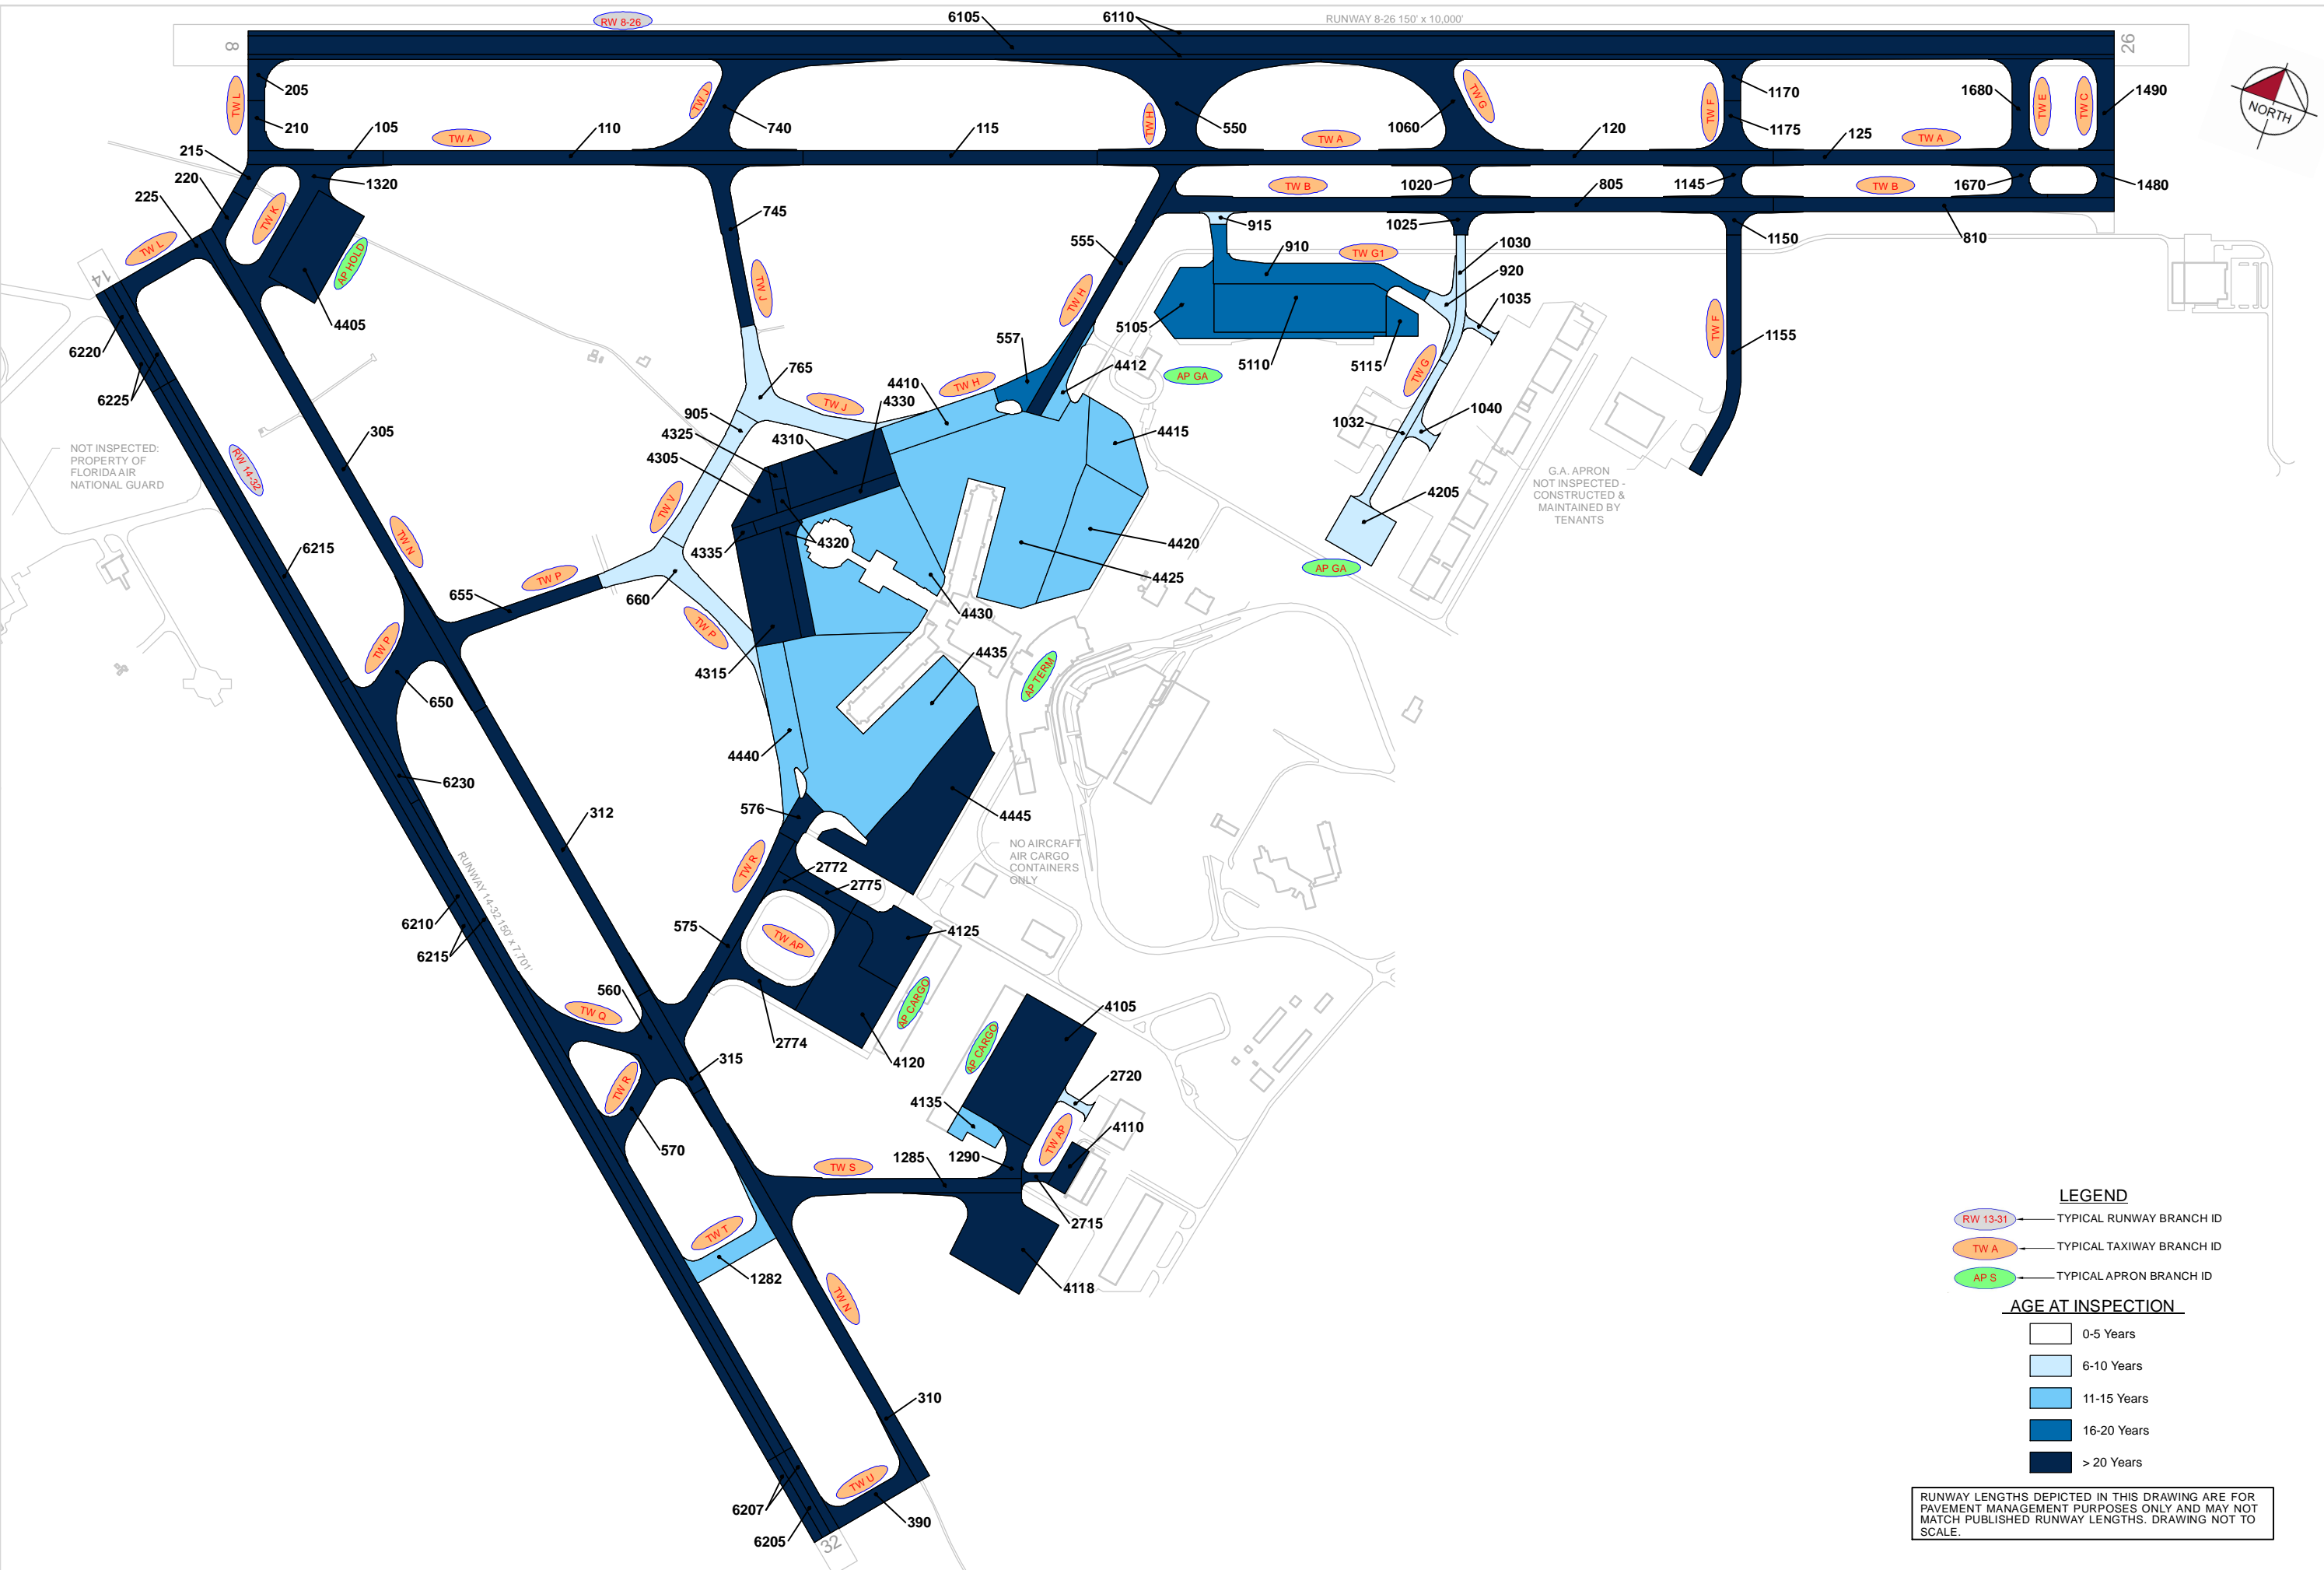 RW 8-26
6105
6110
RUNWAY 8-26 150' x 10,000'
8
26
TW L
205
210
105
TW A
110
TW J
740
115
TW H
550
TW A
1060
TW G
120
TW F
1170
1175
125
TW A
1680
TW E
TW C
1490
NORTH
215
220
225
1320
TW K
TW L
AP HOLD
14
4405
745
TW J
TW B
1020
805
1145
TW B
1670
1480
915
1025
1150
810
555
910
TW G1
1030
920
1035
TW H
5105
5110
5115
TW G
TW F
1155
6220
6225
305
557
4412
AP GA
765
TW J
TW H
4410
4330
905
4325
4310
4305
4415
1032
1040
NOT INSPECTED:
PROPERTY OF
FLORIDA AIR
NATIONAL GUARD
RW 14-32
G.A. APRON
NOT INSPECTED -
CONSTRUCTED &
MAINTAINED BY
TENANTS
TW V
TW N
4205
6215
4335
4320
4420
4425
AP GA
TW P
655
660
TW P
4430
TW P
4315
4435
AP TERM
650
4440
6230
312
576
4445
RUNWAY 14-32 150' x 7,701'
NO AIRCRAFT
AIR CARGO
CONTAINERS
ONLY
TW R
2772
2775
6210
6215
575
TW AP
4125
560
TW Q
AP CARGO
4105
2774
4120
AP CARGO
315
TW R
2720
4135
TW AP
4110
570
TW S
1285
1290
2715
TW T
1282
TW N
4118
310
TW U
6207
6205
390
32
LEGEND
RW 13-31 TYPICAL RUNWAY BRANCH ID
TW A TYPICAL TAXIWAY BRANCH ID
AP S TYPICAL APRON BRANCH ID
AGE AT INSPECTION
0-5 Years
6-10 Years
11-15 Years
16-20 Years
> 20 Years
RUNWAY LENGTHS DEPICTED IN THIS DRAWING ARE FOR
PAVEMENT MANAGEMENT PURPOSES ONLY AND MAY NOT
MATCH PUBLISHED RUNWAY LENGTHS. DRAWING NOT TO
SCALE.